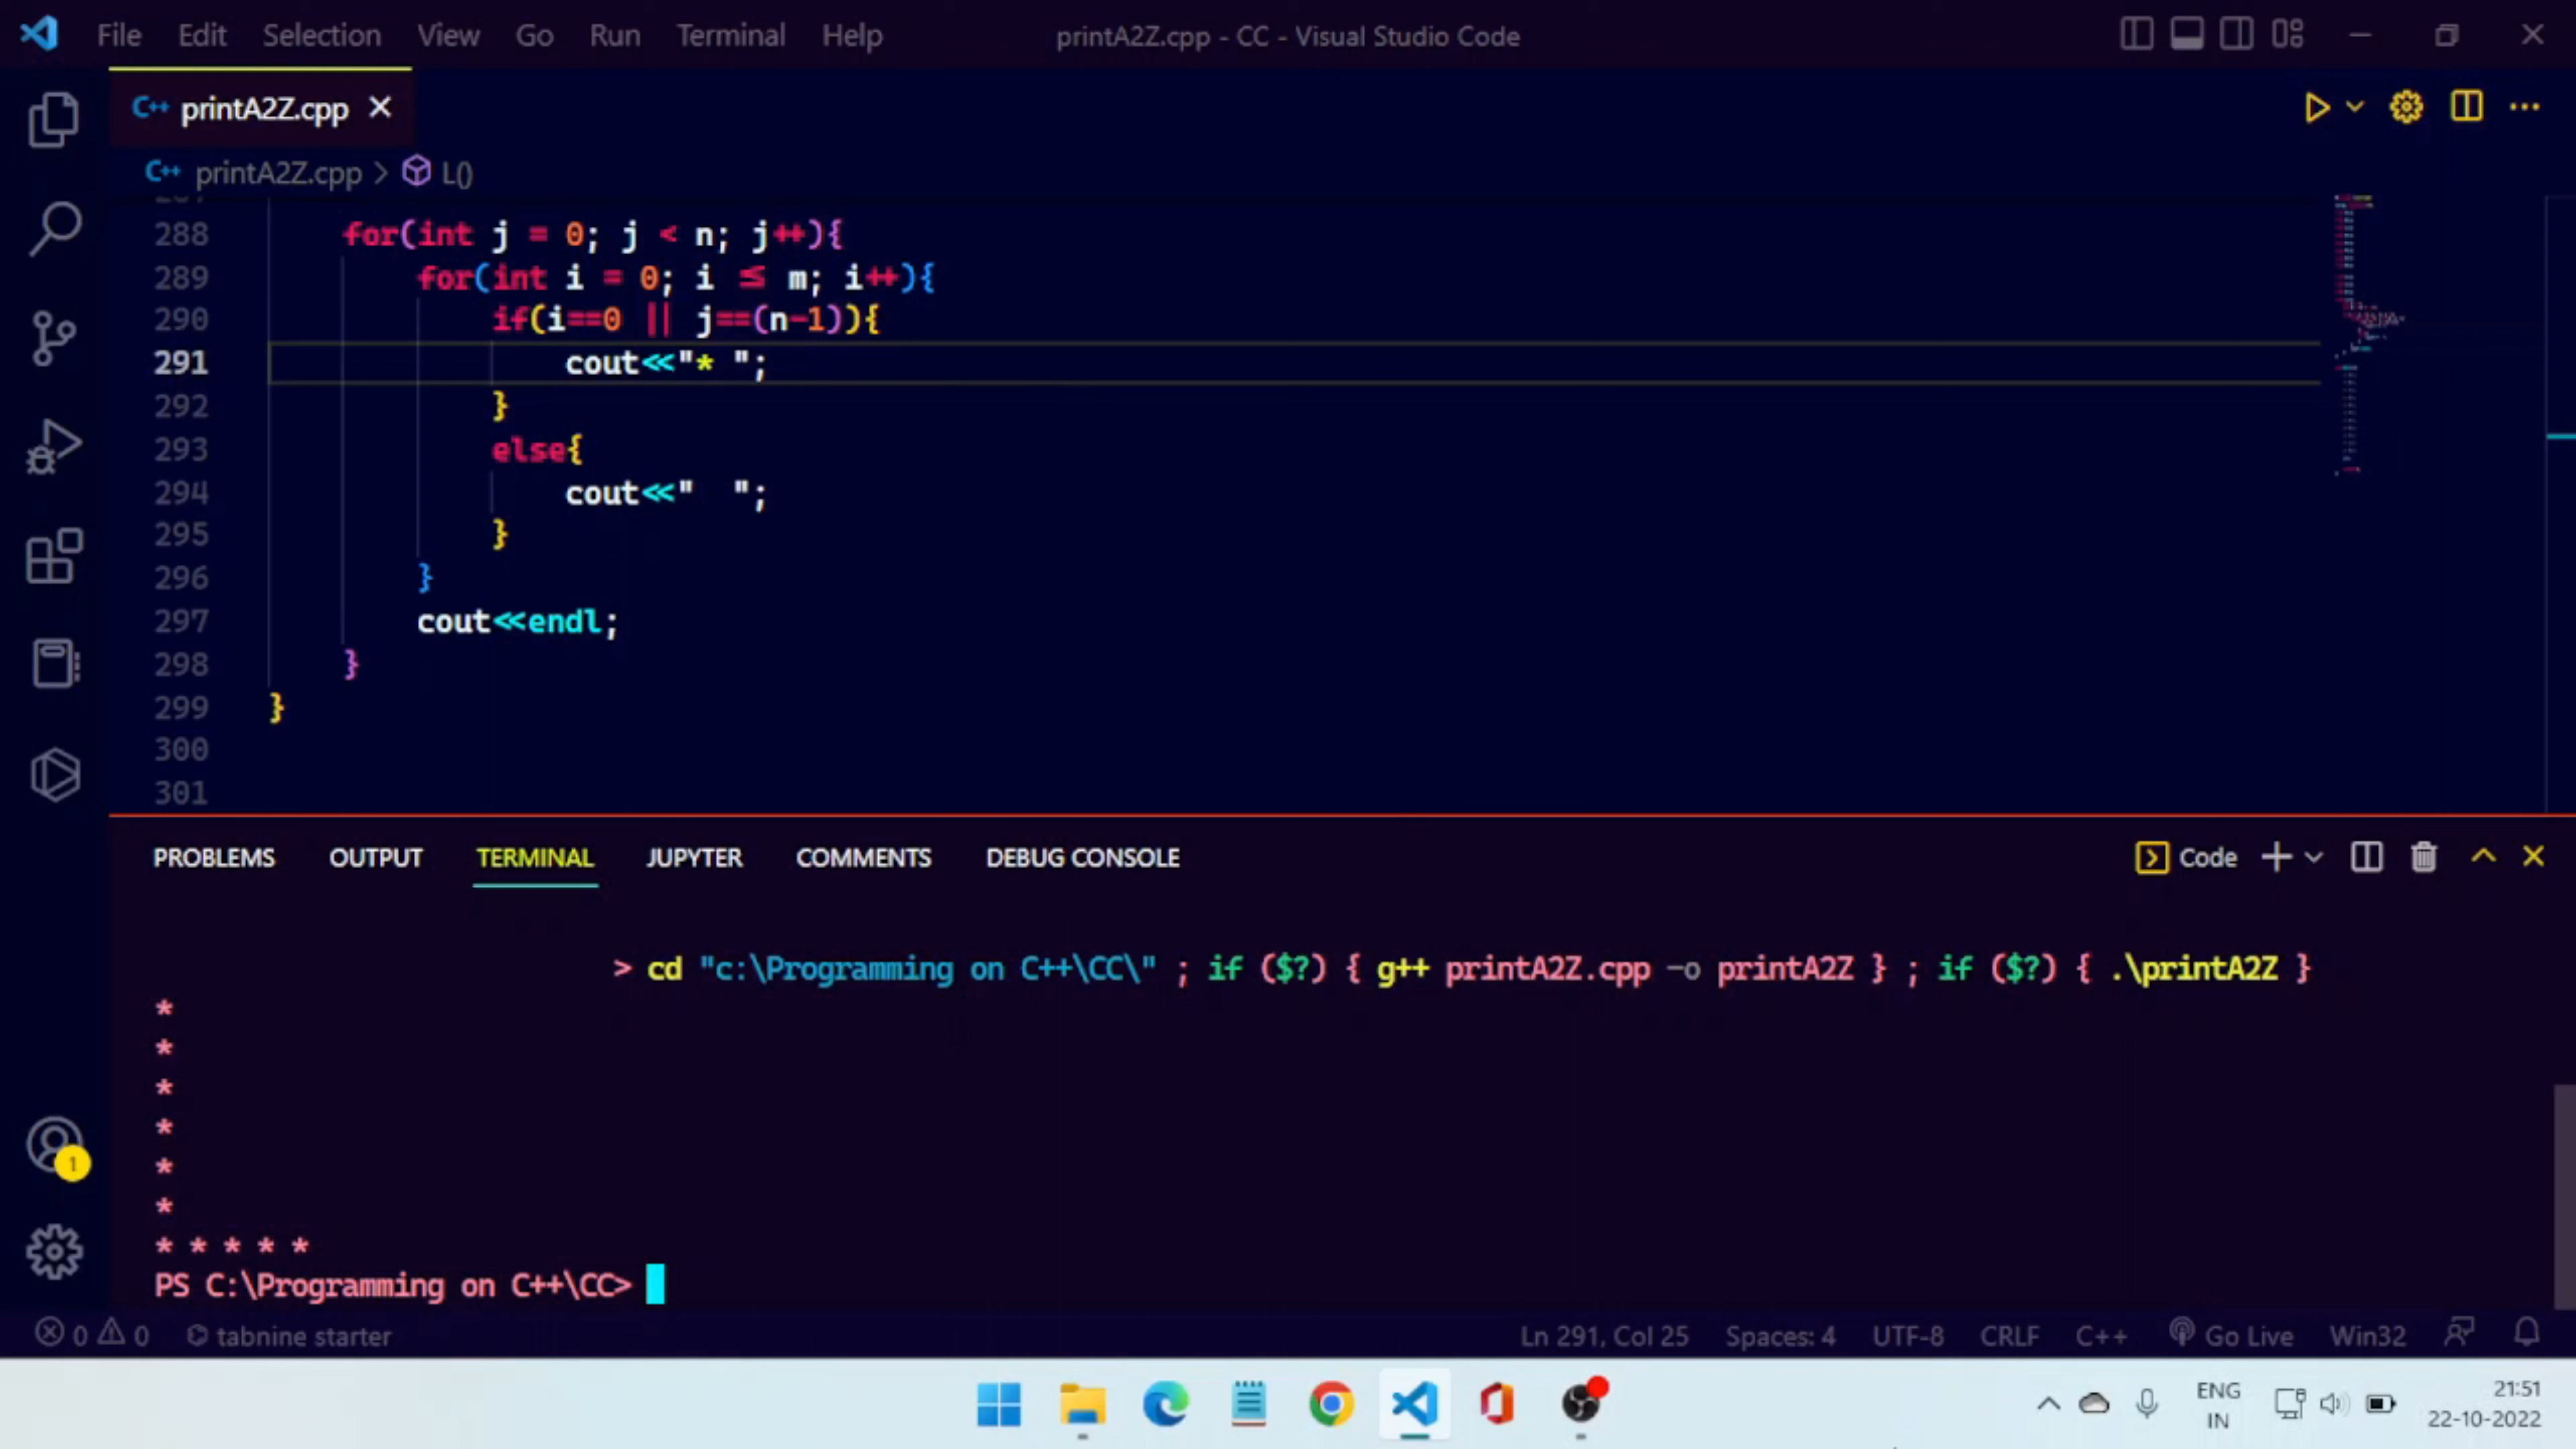 File Edit Selection View Go Run Terminal Help printA2Z.cpp - CC - Visual Studio Code
C++ printA2Z.cpp ×
C++ printA2Z.cpp > L()
288 for(int j = 0; j < n; j++){
289 for(int i = 0; i <= m; i++){
290 if(i==0 || j==(n-1)){
291 cout<<"* ";
292 }
293 else{
294 cout<<"  ";
295 }
296 }
297 cout<<endl;
298 }
299 }
300
301
PROBLEMS OUTPUT TERMINAL JUPYTER COMMENTS DEBUG CONSOLE Code
> cd "c:\Programming on C++\CC\" ; if ($?) { g++ printA2Z.cpp -o printA2Z } ; if ($?) { .\printA2Z }
*
*
*
*
*
*
* * * * *
PS C:\Programming on C++\CC>
1
0 0 tabnine starter Ln 291, Col 25 Spaces: 4 UTF-8 CRLF C++ Go Live Win32
ENG
IN
21:51
22-10-2022